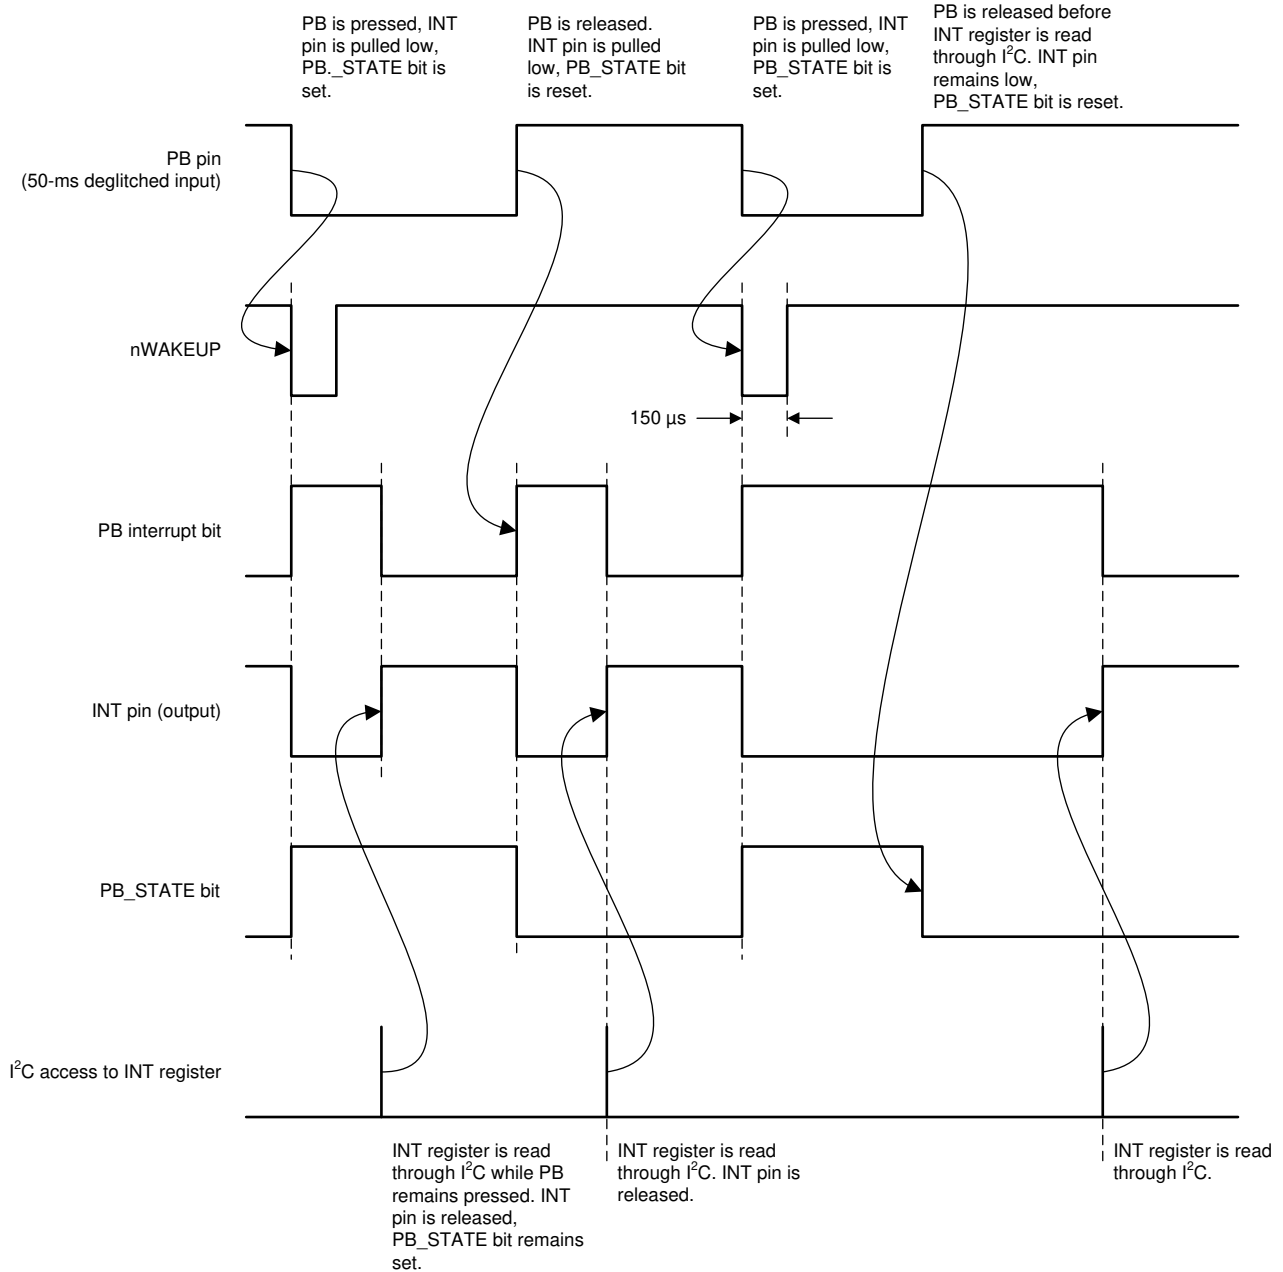 PB is pressed, INT
pin is pulled low,
PB._STATE bit is
set.
PB is released.
INT pin is pulled
low, PB_STATE bit
is reset.
PB is pressed, INT
pin is pulled low,
PB_STATE bit is
set.
PB is released before
INT register is read
through I²C. INT pin
remains low,
PB_STATE bit is reset.
PB pin
(50-ms deglitched input)
nWAKEUP
150 µs
PB interrupt bit
INT pin (output)
PB_STATE bit
I²C access to INT register
INT register is read
through I²C while PB
remains pressed. INT
pin is released,
PB_STATE bit remains
set.
INT register is read
through I²C. INT pin is
released.
INT register is read
through I²C.